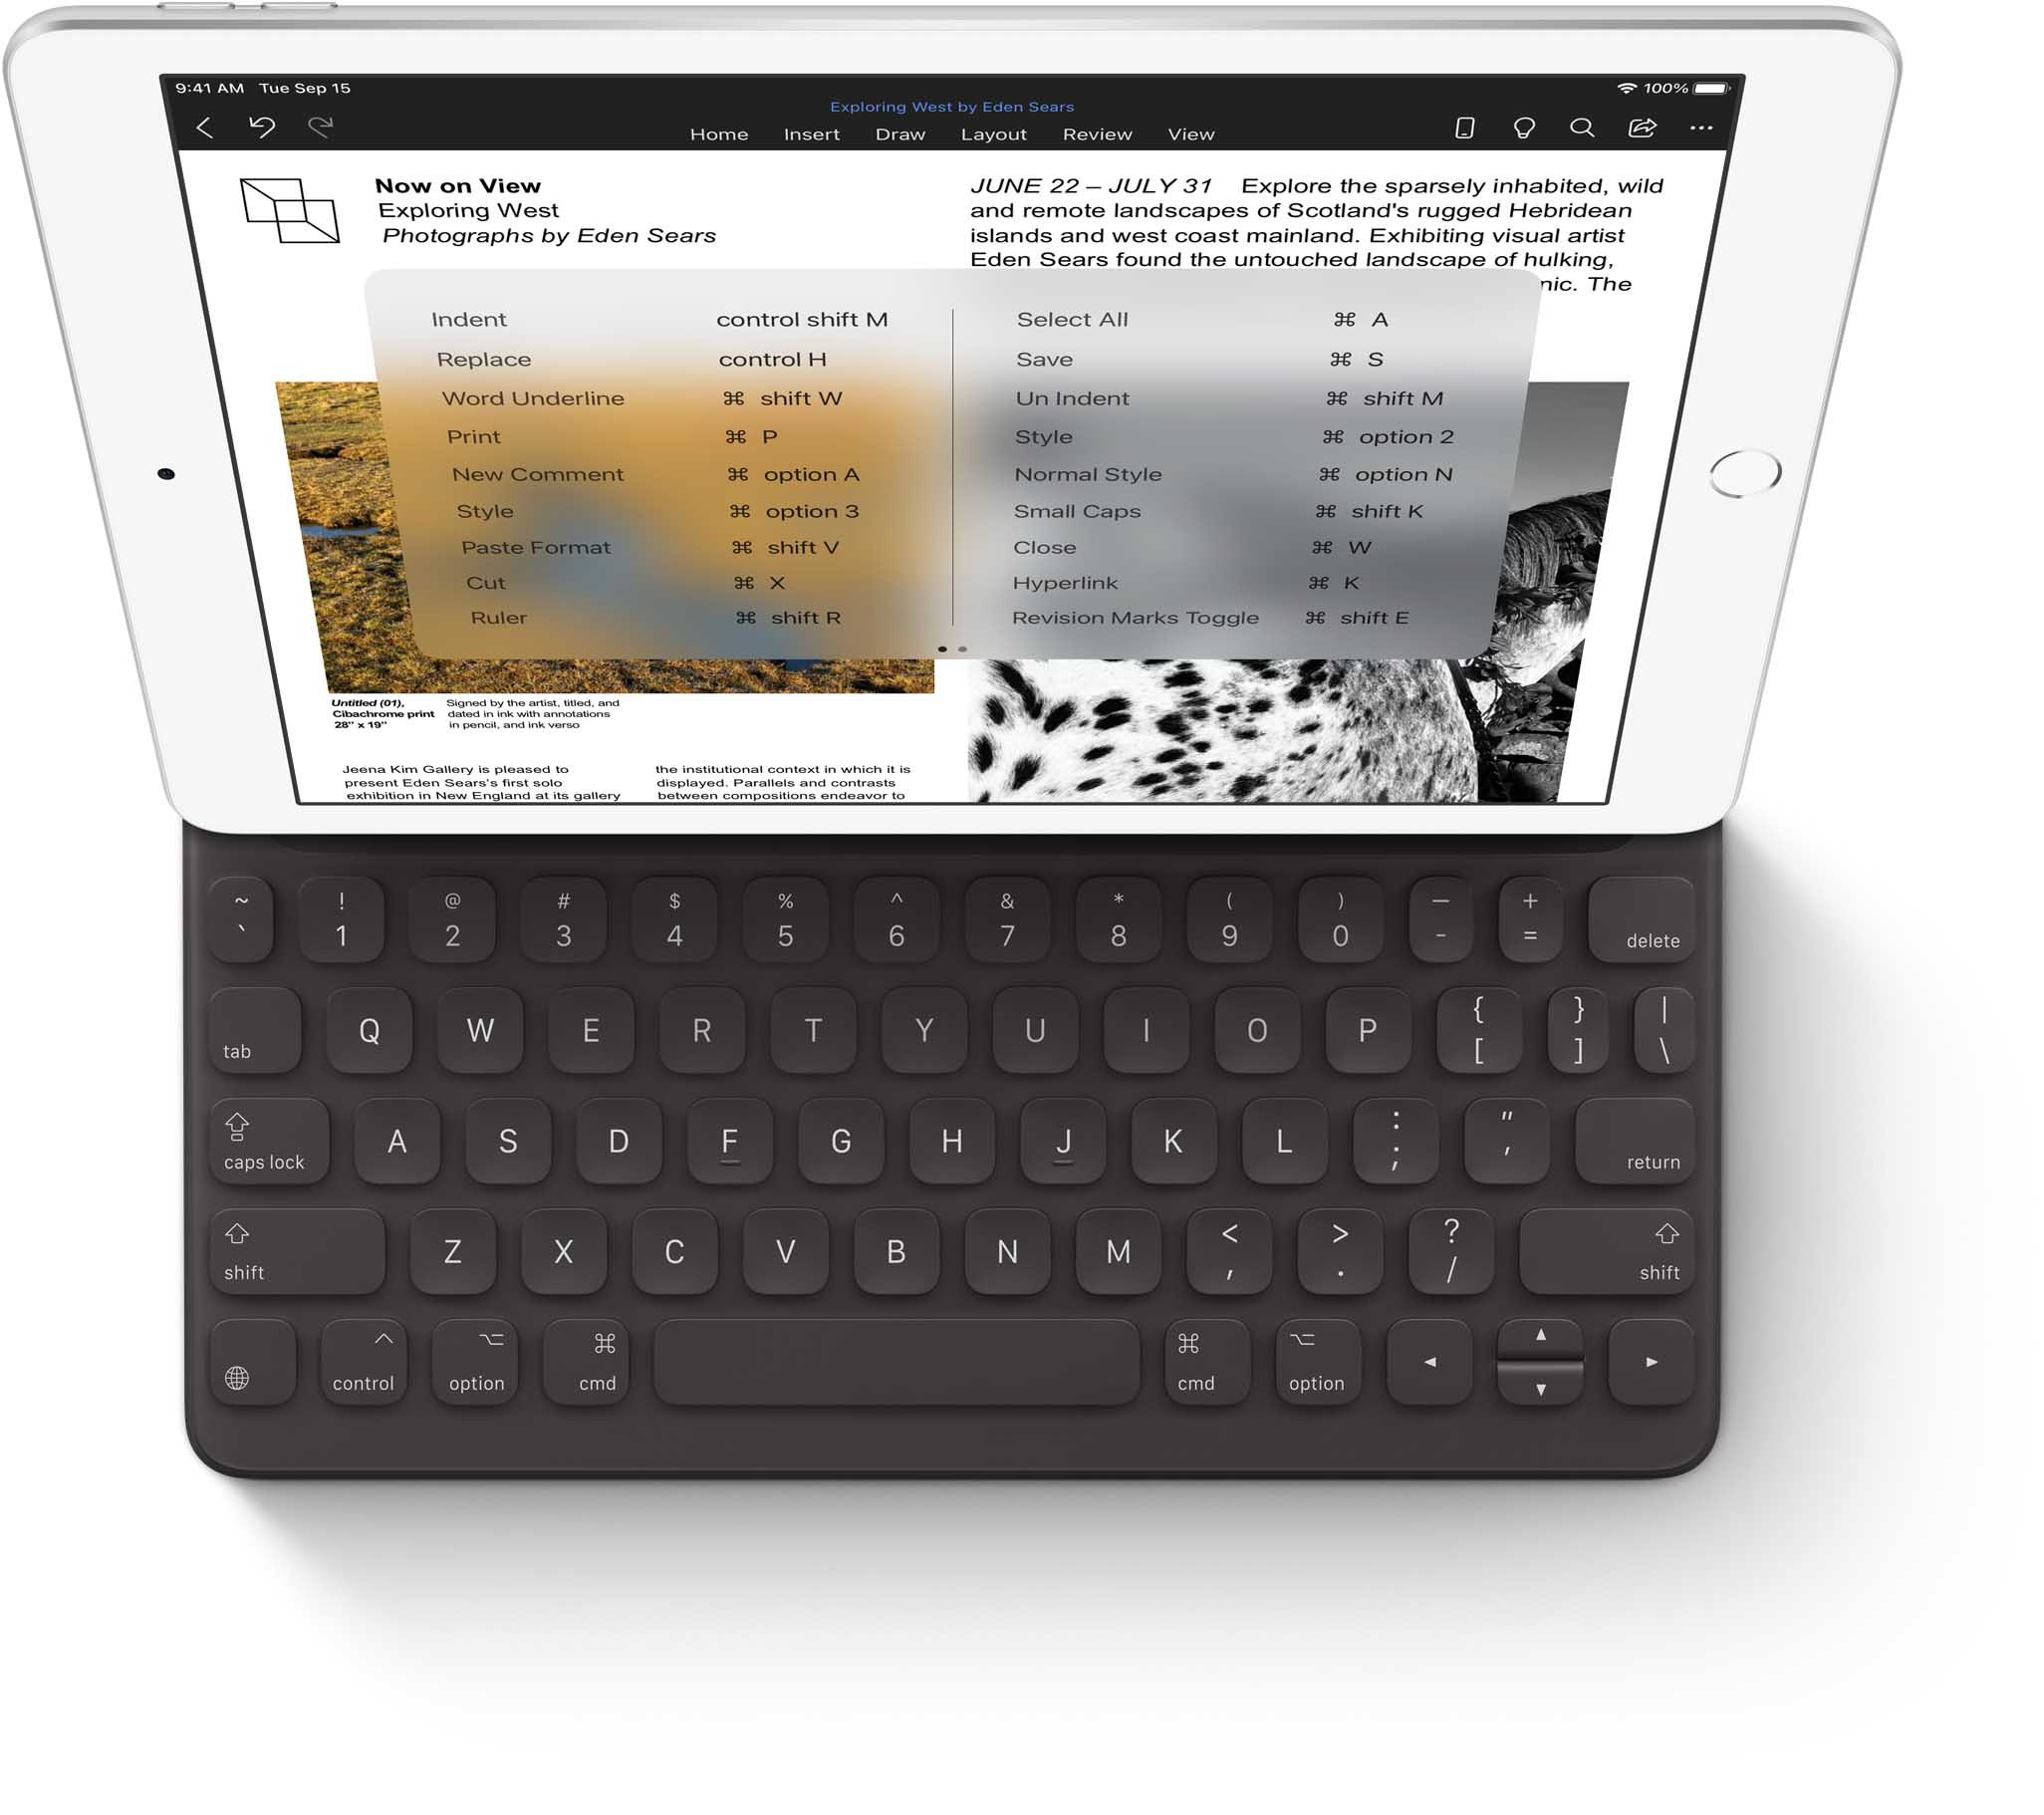 9:41 AM Tue Sep 15
100%
Exploring West by Eden Sears
Home Insert Draw Layout Review View
Now on View
Exploring West
Photographs by Eden Sears
JUNE 22 – JULY 31 Explore the sparsely inhabited, wild
and remote landscapes of Scotland's rugged Hebridean
islands and west coast mainland. Exhibiting visual artist
Eden Sears found the untouched landscape of hulking,
The
Indent control shift M
Replace control H
Word Underline ⌘ shift W
Print ⌘ P
New Comment ⌘ option A
Style ⌘ option 3
Paste Format ⌘ shift V
Cut ⌘ X
Ruler ⌘ shift R
Select All ⌘ A
Save ⌘ S
Un Indent ⌘ shift M
Style ⌘ option 2
Normal Style ⌘ option N
Small Caps ⌘ shift K
Close ⌘ W
Hyperlink ⌘ K
Revision Marks Toggle ⌘ shift E
Untitled (01),
Cibachrome print
28" x 19"
Signed by the artist, titled, and
dated in ink with annotations
in pencil, and ink verso
Jeena Kim Gallery is pleased to
present Eden Sears's first solo
exhibition in New England at its gallery
the institutional context in which it is
displayed. Parallels and contrasts
between compositions endeavor to
~ ! @ # $ % ^ & * ( ) — +
` 1 2 3 4 5 6 7 8 9 0 - = delete
tab Q W E R T Y U I O P { [ } ] | \
caps lock A S D F G H J K L : ; " ' return
shift Z X C V B N M < , > . ? / shift
control option ⌘ cmd ⌘ cmd option